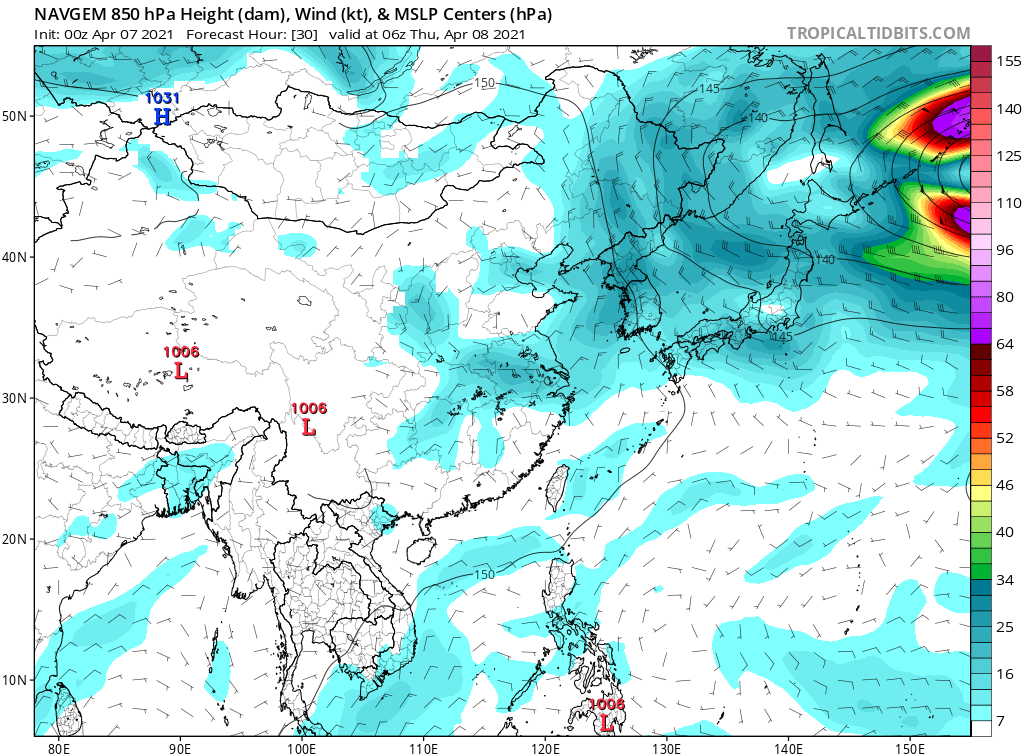 NAVGEM 850 hPa Height (dam), Wind (kt), & MSLP Centers (hPa)
Init: 00z Apr 07 2021 Forecast Hour: [30] valid at 06z Thu, Apr 08 2021
TROPICALTIDBITS.COM
155
150
145
1031
H
140
50N
140
125
110
96
40N
40
80
145
64
1006
L
58
30N
1006
L
52
46
40
20N
150
34
25
10N
16
1006
L
7
80E
90E
100E
110E
120E
130E
140E
150E